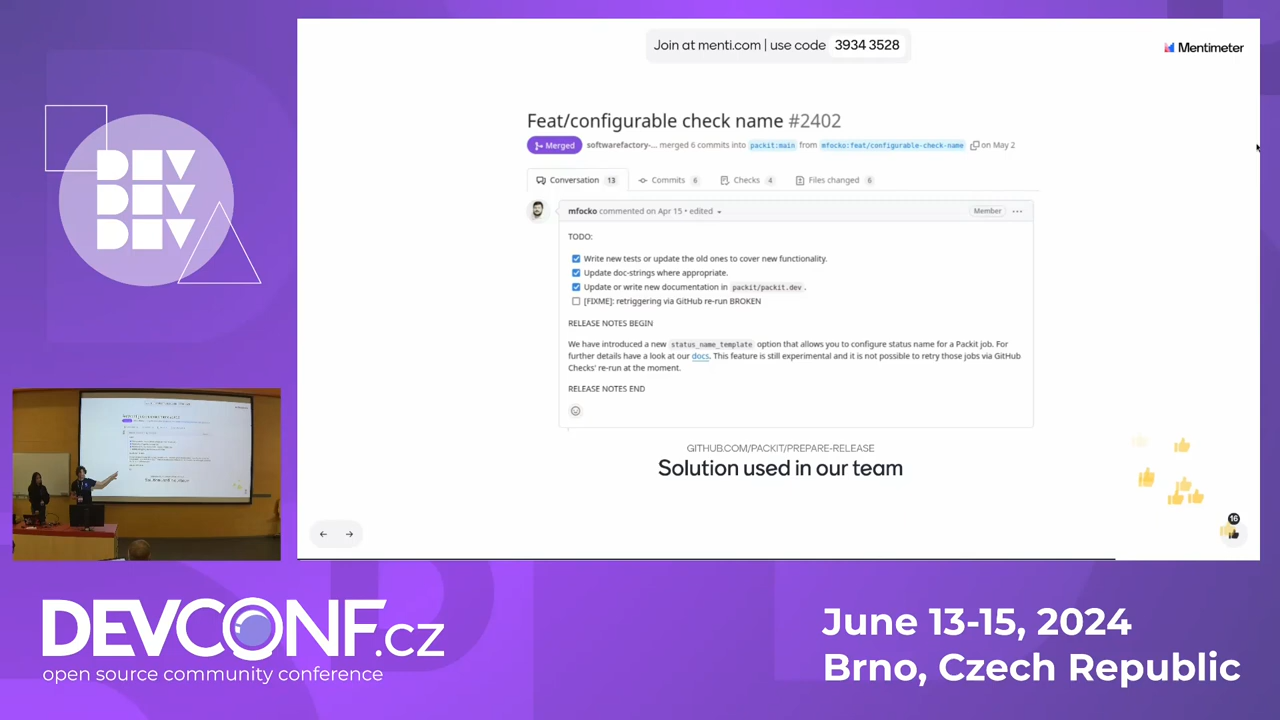 Join at menti.com | use code 3934 3528
Mentimeter
Feat/configurable check name #2402
Merged softwarefactory-... merged 6 commits into packit:main from mfocko:feat/configurable-check-name on May 2
Conversation 13 Commits 6 Checks 4 Files changed 6
mfocko commented on Apr 15 • edited Member ...
TODO:
Write new tests or update the old ones to cover new functionality.
Update doc-strings where appropriate.
Update or write new documentation in packit/packit.dev.
[FIXME]: retriggering via GitHub re-run BROKEN
RELEASE NOTES BEGIN
We have introduced a new status_name_template option that allows you to configure status name for a Packit job. For
further details have a look at our docs. This feature is still experimental and it is not possible to retry those jobs via GitHub
Checks' re-run at the moment.
RELEASE NOTES END
GITHUB.COM/PACKIT/PREPARE-RELEASE
Solution used in our team
16
DEV
DEV
DEV
DEVCONF.cz
open source community conference
June 13-15, 2024
Brno, Czech Republic